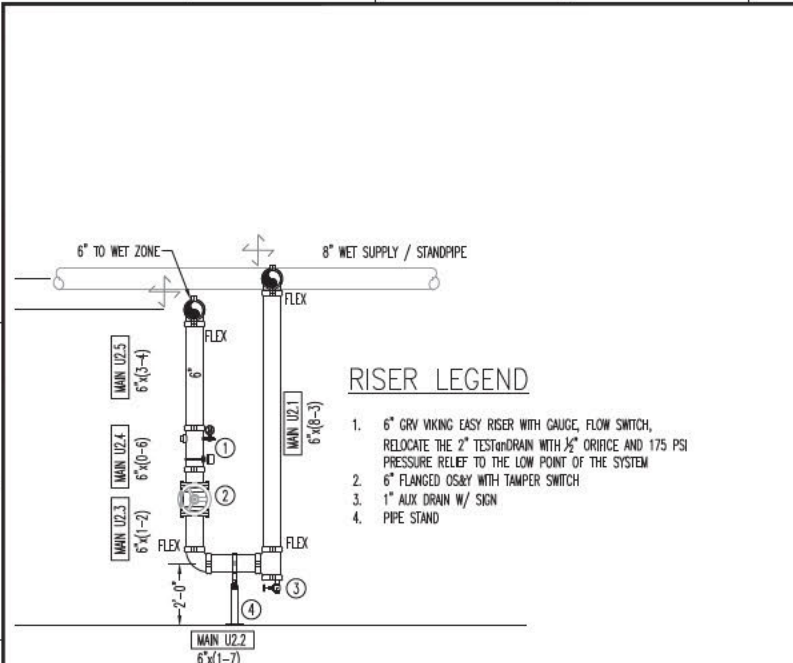 6" TO WET ZONE
8" WET SUPPLY / STANDPIPE
FLEX
FLEX
MAIN U2.5
6"x(3-4)
6"
MAIN U2.1
6"x(8-3)
MAIN U2.4
6"x(0-6)
1
MAIN U2.3
6"x(1-2)
2
FLEX
FLEX
2'-0"
3
4
MAIN U2.2
6"x(1-7)
RISER LEGEND
1. 6" GRV VIKING EASY RISER WITH GAUGE, FLOW SWITCH,
RELOCATE THE 2" TESTanDRAIN WITH ½" ORIFICE AND 175 PSI
PRESSURE RELIEF TO THE LOW POINT OF THE SYSTEM
2. 6" FLANGED OS&Y WITH TAMPER SWITCH
3. 1" AUX DRAIN W/ SIGN
4. PIPE STAND